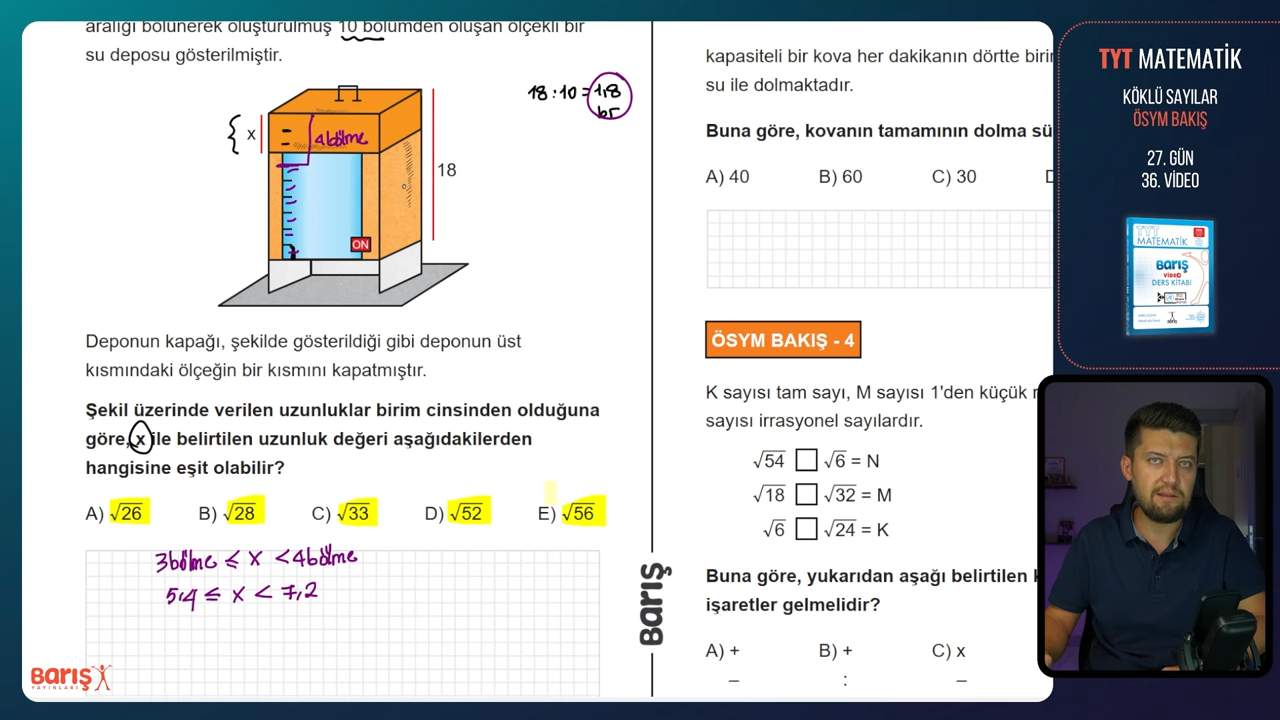 aralığı bölünerek oluşturulmuş 10 bölümden oluşan ölçekli bir
su deposu gösterilmiştir.
18 : 10 = 1,8
br
x
4 bölme
18
ON
Deponun kapağı, şekilde gösterildiği gibi deponun üst
kısmındaki ölçeğin bir kısmını kapatmıştır.
Şekil üzerinde verilen uzunluklar birim cinsinden olduğuna
göre, x ile belirtilen uzunluk değeri aşağıdakilerden
hangisine eşit olabilir?
A) √26 B) √28 C) √33 D) √52 E) √56
3 bölme ≤ x < 4 bölme
5,4 ≤ x < 7,2
BARIŞ
YAYINLARI
BARIŞ
kapasiteli bir kova her dakikanın dörtte birin
su ile dolmaktadır.
Buna göre, kovanın tamamının dolma sü
A) 40 B) 60 C) 30
ÖSYM BAKIŞ - 4
K sayısı tam sayı, M sayısı 1'den küçük
sayısı irrasyonel sayılardır.
√54 □ √6 = N
√18 □ √32 = M
√6 □ √24 = K
Buna göre, yukarıdan aşağı belirtilen
işaretler gelmelidir?
A) + B) + C) x
– : –
TYT MATEMATİK
KÖKLÜ SAYILAR
ÖSYM BAKIŞ
27. GÜN
36. VİDEO
TYT
MATEMATİK
BARIŞ
VİDEO
DERS KİTABI